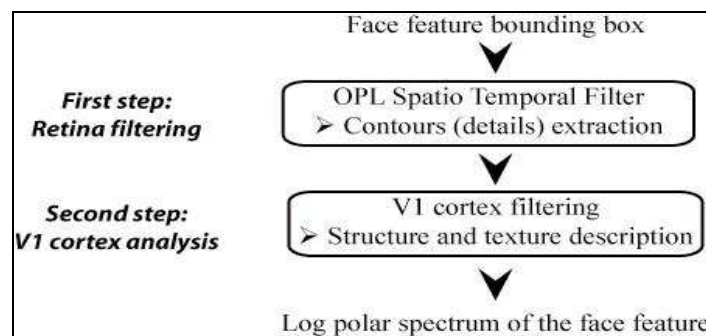 Face feature bounding box
First step:
Retina filtering
OPL Spatio Temporal Filter
➢ Contours (details) extraction
Second step:
V1 cortex analysis
V1 cortex filtering
➢ Structure and texture description
Log polar spectrum of the face feature